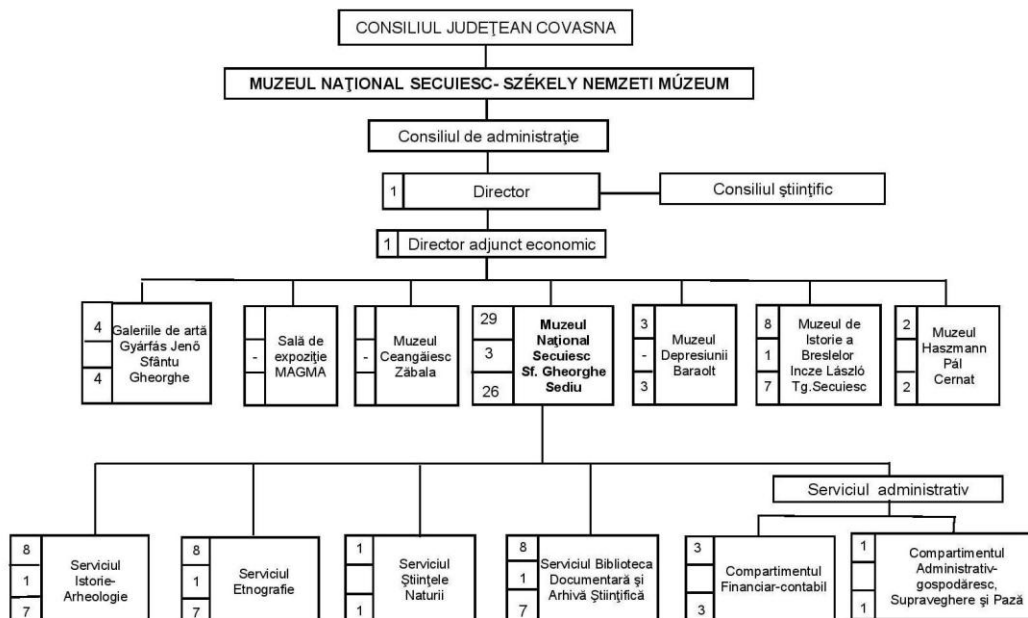 CONSILIUL JUDEŢEAN COVASNA
MUZEUL NAŢIONAL SECUIESC- SZÉKELY NEMZETI MÚZEUM
Consiliul de administraţie
1
Director
Consiliul ştiinţific
1
Director adjunct economic
4
4
Galeriile de artă
Gyárfás Jenő
Sfântu
Gheorghe
-
Sală de
expoziţie
MAGMA
-
Muzeul
Ceangăiesc
Zăbala
29
3
26
Muzeul
Naţional
Secuiesc
Sf. Gheorghe
Sediu
3
-
3
Muzeul
Depresiunii
Baraolt
8
1
7
Muzeul de
Istorie a
Breslelor
Incze László
Tg.Secuiesc
2
2
Muzeul
Haszmann
Pál
Cernat
Serviciul administrativ
8
1
7
Serviciul
Istorie-
Arheologie
8
1
7
Serviciul
Etnografie
1
1
Serviciul
Ştiinţele
Naturii
8
1
7
Serviciul Biblioteca
Documentară şi
Arhivă Ştiinţifică
3
3
Compartimentul
Financiar-contabil
1
1
Compartimentul
Administrativ-
gospodăresc,
Supraveghere şi Pază